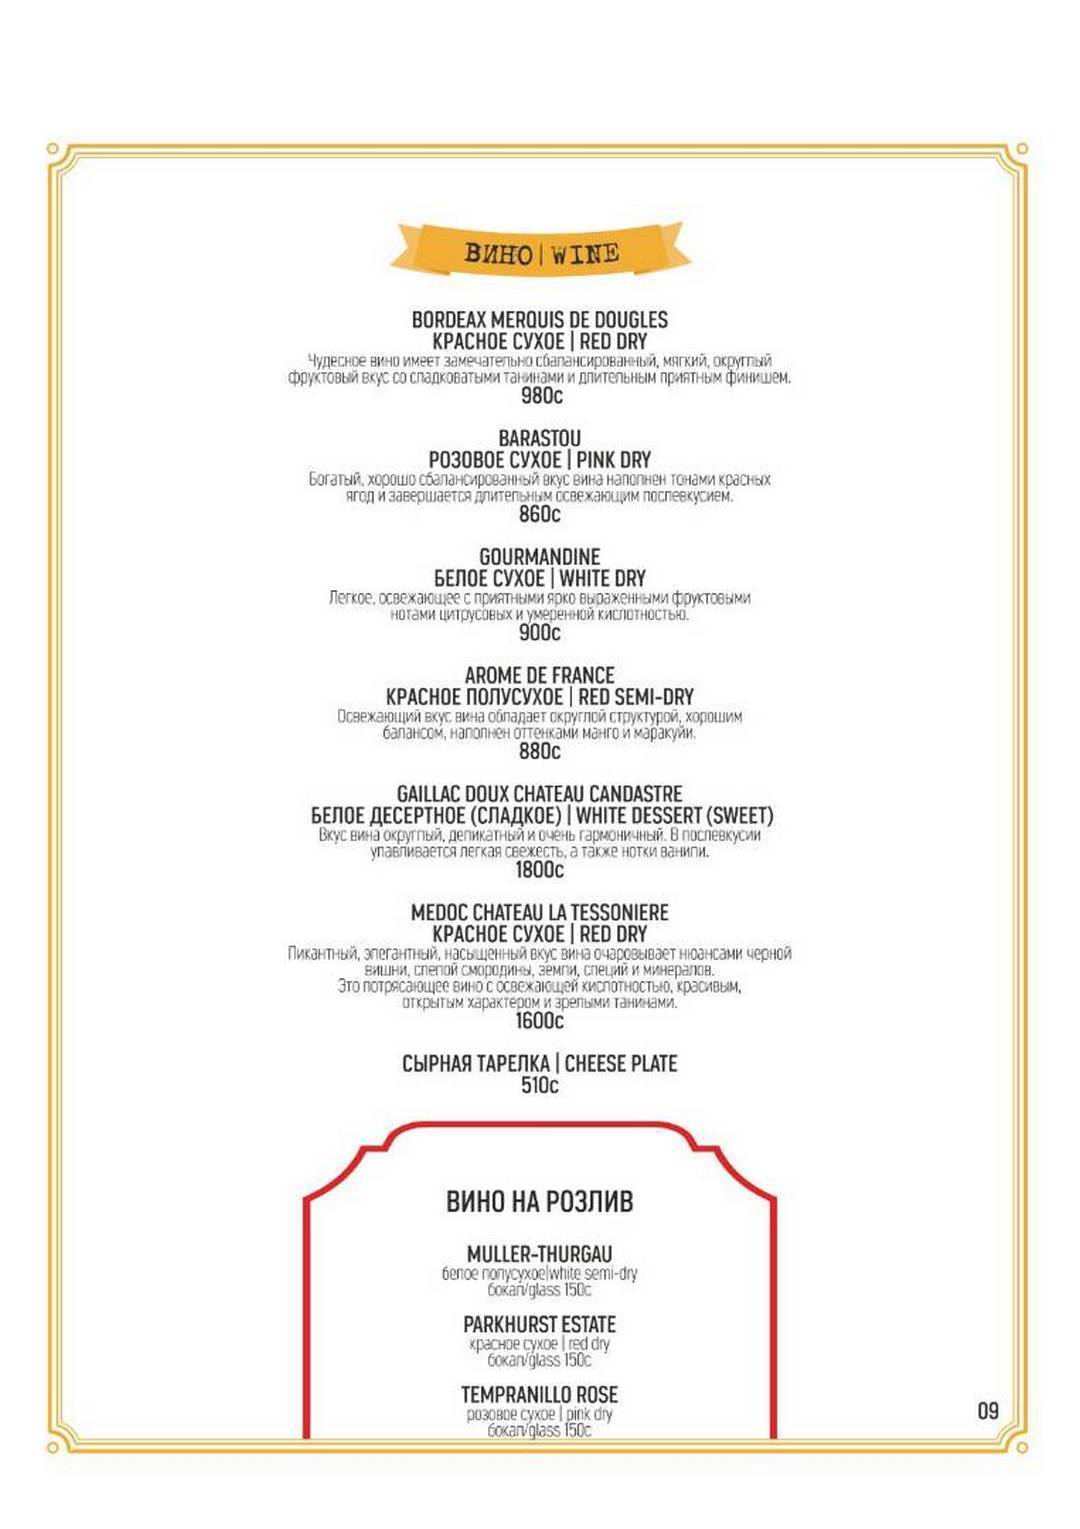 ВИНО | WINE
BORDEAX MERQUIS DE DOUGLES
КРАСНОЕ СУХОЕ | RED DRY
Чудесное вино имеет замечательно сбалансированный, мягкий, округлый
фруктовый вкус со сладковатыми танинами и длительным приятным финишем.
980с
BARASTOU
РОЗОВОЕ СУХОЕ | PINK DRY
Богатый, хорошо сбалансированный вкус вина наполнен тонами красных
ягод и завершается длительным освежающим послевкусием.
860с
GOURMANDINE
БЕЛОЕ СУХОЕ | WHITE DRY
Легкое, освежающее с приятными ярко выраженными фруктовыми
нотами цитрусовых и умеренной кислотностью.
900с
AROME DE FRANCE
КРАСНОЕ ПОЛУСУХОЕ | RED SEMI-DRY
Освежающий вкус вина обладает округлой структурой, хорошим
балансом, наполнен оттенками манго и маракуйи.
880с
GAILLAC DOUX CHATEAU CANDASTRE
БЕЛОЕ ДЕСЕРТНОЕ (СЛАДКОЕ) | WHITE DESSERT (SWEET)
Вкус вина округлый, деликатный и очень гармоничный. В послевкусии
улавливается легкая свежесть, а также нотки ванили.
1800с
MEDOC CHATEAU LA TESSONIERE
КРАСНОЕ СУХОЕ | RED DRY
Пикантный, элегантный, насыщенный вкус вина очаровывает нюансами черной
вишни, спелой смородины, земли, специй и минералов.
Это потрясающее вино с освежающей кислотностью, красивым,
открытым характером и зрелыми танинами.
1600с
СЫРНАЯ ТАРЕЛКА | CHEESE PLATE
510с
ВИНО НА РОЗЛИВ
MULLER-THURGAU
белое полусухое|white semi-dry
бокал/glass 150с
PARKHURST ESTATE
красное сухое | red dry
бокал/glass 150с
TEMPRANILLO ROSE
розовое сухое | pink dry
бокал/glass 150с
09